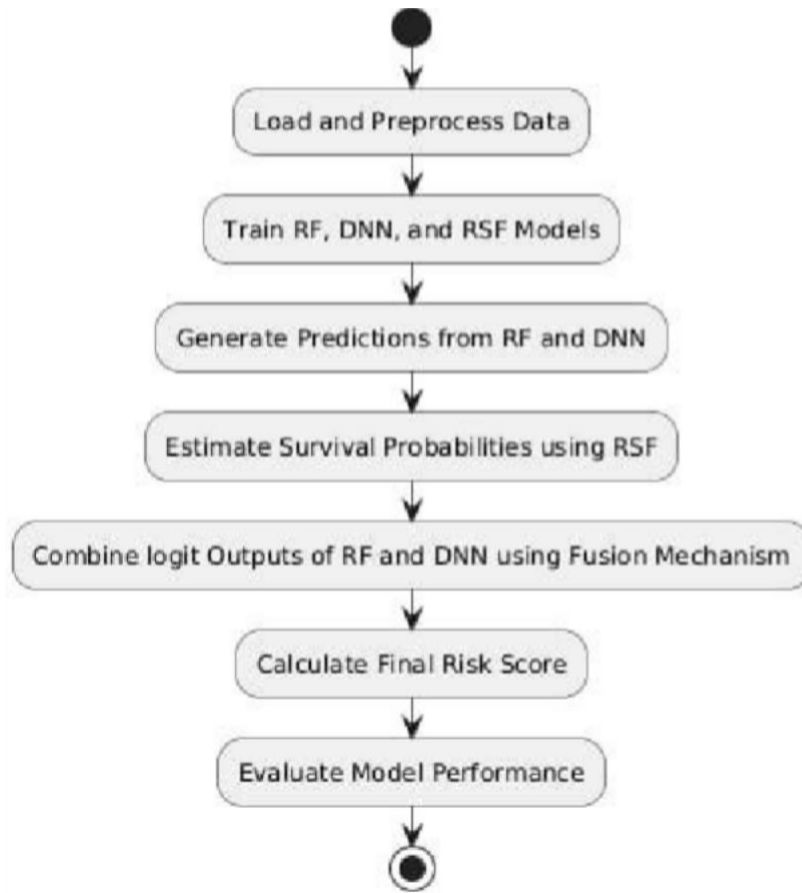 Load and Preprocess Data
Train RF, DNN, and RSF Models
Generate Predictions from RF and DNN
Estimate Survival Probabilities using RSF
Combine logit Outputs of RF and DNN using Fusion Mechanism
Calculate Final Risk Score
Evaluate Model Performance